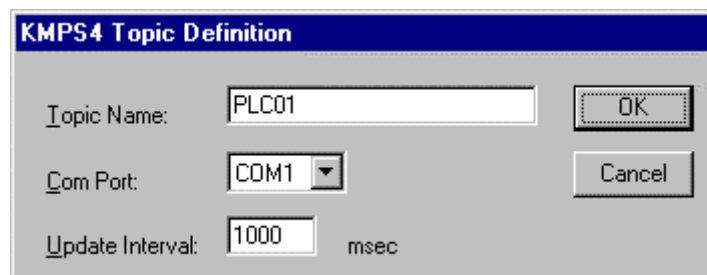 KMPS4 Topic Definition
Topic Name: PLC01 OK
Com Port: COM1 Cancel
Update Interval: 1000 msec